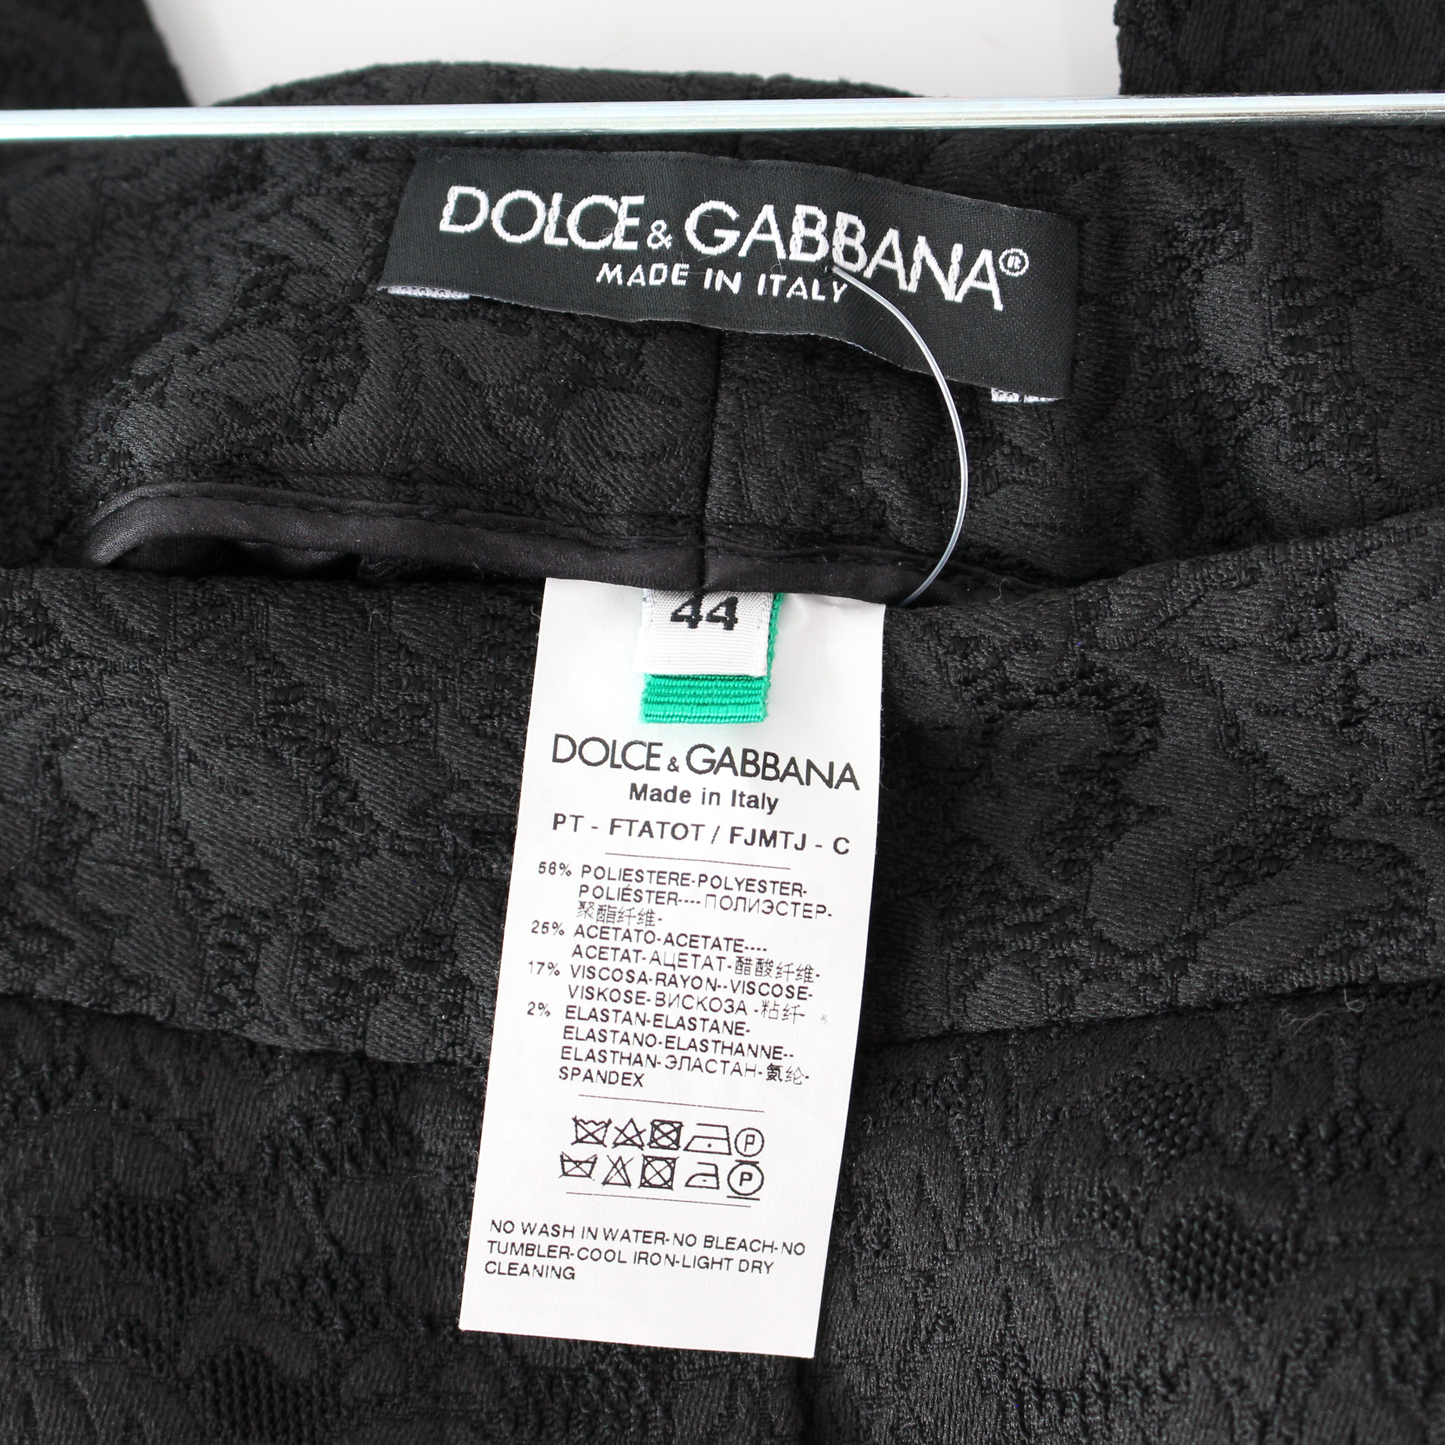 DOLCE & GABBANA®
MADE IN ITALY
44
DOLCE & GABBANA
Made in Italy
PT - FTATOT / FJMTJ - C
56% POLIESTERE-POLYESTER-
POLIÉSTER----ПОЛИЭСТЕР-
聚酯纤维-
25% ACETATO-ACETATE----
ACETAT-АЦЕТАТ-醋酸纤维-
17% VISCOSA-RAYON--VISCOSE-
VISKOSE-ВИСКОЗА -粘纤-
2% ELASTAN-ELASTANE-
ELASTANO-ELASTHANNE--
ELASTHAN-ЭЛАСТАН-氨纶-
SPANDEX
P
P
NO WASH IN WATER-NO BLEACH-NO
TUMBLER-COOL IRON-LIGHT DRY
CLEANING